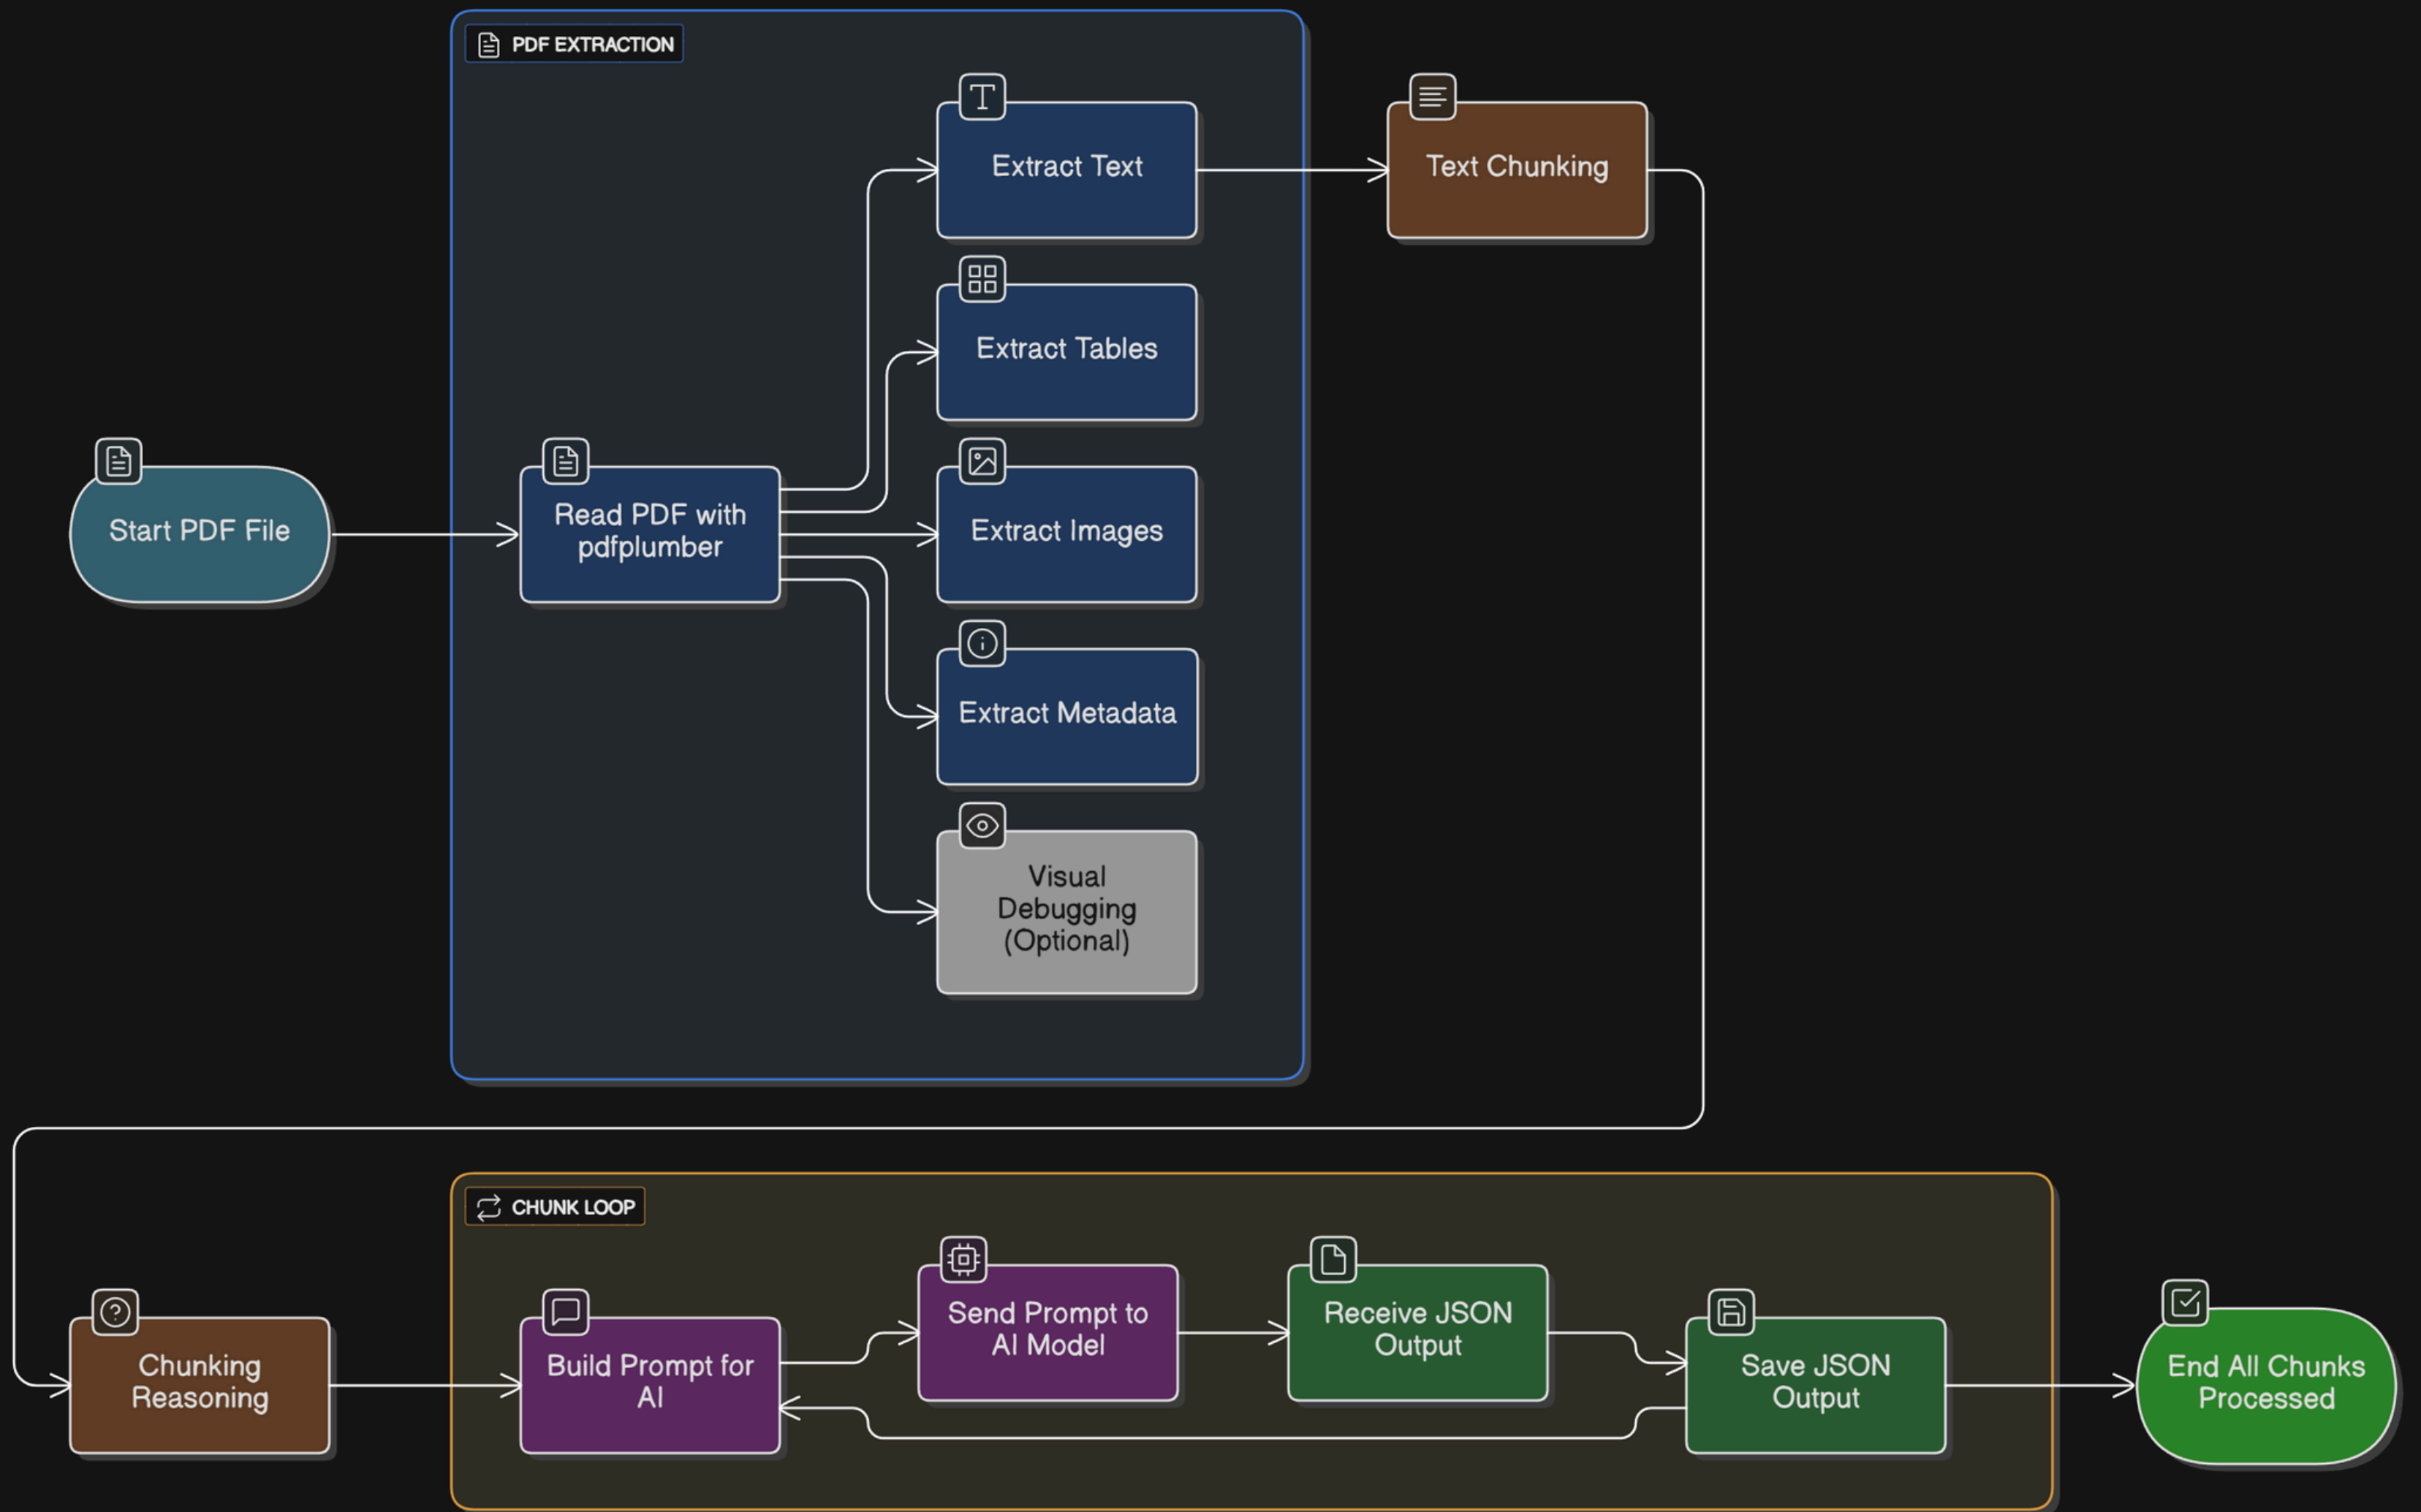 PDF EXTRACTION
Extract Text
Text Chunking
Extract Tables
Start PDF File
Read PDF with
pdfplumber
Extract Images
Extract Metadata
Visual
Debugging
(Optional)
CHUNK LOOP
Chunking
Reasoning
Build Prompt for
AI
Send Prompt to
AI Model
Receive JSON
Output
Save JSON
Output
End All Chunks
Processed